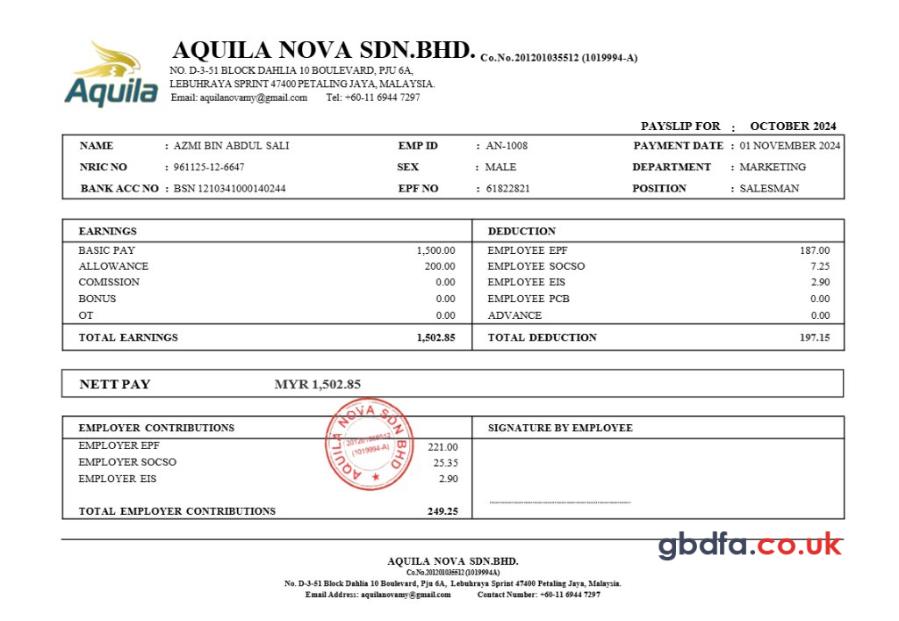 Aquila
AQUILA NOVA SDN.BHD. Co.No.201201035512 (1019994-A)
NO. D-3-51 BLOCK DAHLIA 10 BOULEVARD, PJU 6A,
LEBUHRAYA SPRINT 47400 PETALING JAYA, MALAYSIA.
Email: aquilanovamy@gmail.com Tel: +60-11 6944 7297
PAYSLIP FOR : OCTOBER 2024
NAME : AZMI BIN ABDUL SALI EMP ID : AN-1008 PAYMENT DATE : 01 NOVEMBER 2024
NRIC NO : 961125-12-6647 SEX : MALE DEPARTMENT : MARKETING
BANK ACC NO : BSN 1210341000140244 EPF NO : 61822821 POSITION : SALESMAN
EARNINGS DEDUCTION
BASIC PAY 1,500.00 EMPLOYEE EPF 187.00
ALLOWANCE 200.00 EMPLOYEE SOCSO 7.25
COMISSION 0.00 EMPLOYEE EIS 2.90
BONUS 0.00 EMPLOYEE PCB 0.00
OT 0.00 ADVANCE 0.00
TOTAL EARNINGS 1,502.85 TOTAL DEDUCTION 197.15
NETT PAY MYR 1,502.85
EMPLOYER CONTRIBUTIONS SIGNATURE BY EMPLOYEE
EMPLOYER EPF 221.00
EMPLOYER SOCSO 25.35
EMPLOYER EIS 2.90
TOTAL EMPLOYER CONTRIBUTIONS 249.25
AQUILA NOVA SDN BHD
(1019994-A)
gbdfa.co.uk
AQUILA NOVA SDN.BHD.
Co.No.201201035512 (1019994A)
No. D-3-51 Block Dahlia 10 Boulevard, Pju 6A, Lebuhraya Sprint 47400 Petaling Jaya, Malaysia.
Email Address: aquilanovamy@gmail.com Contact Number: +60-11 6944 7297